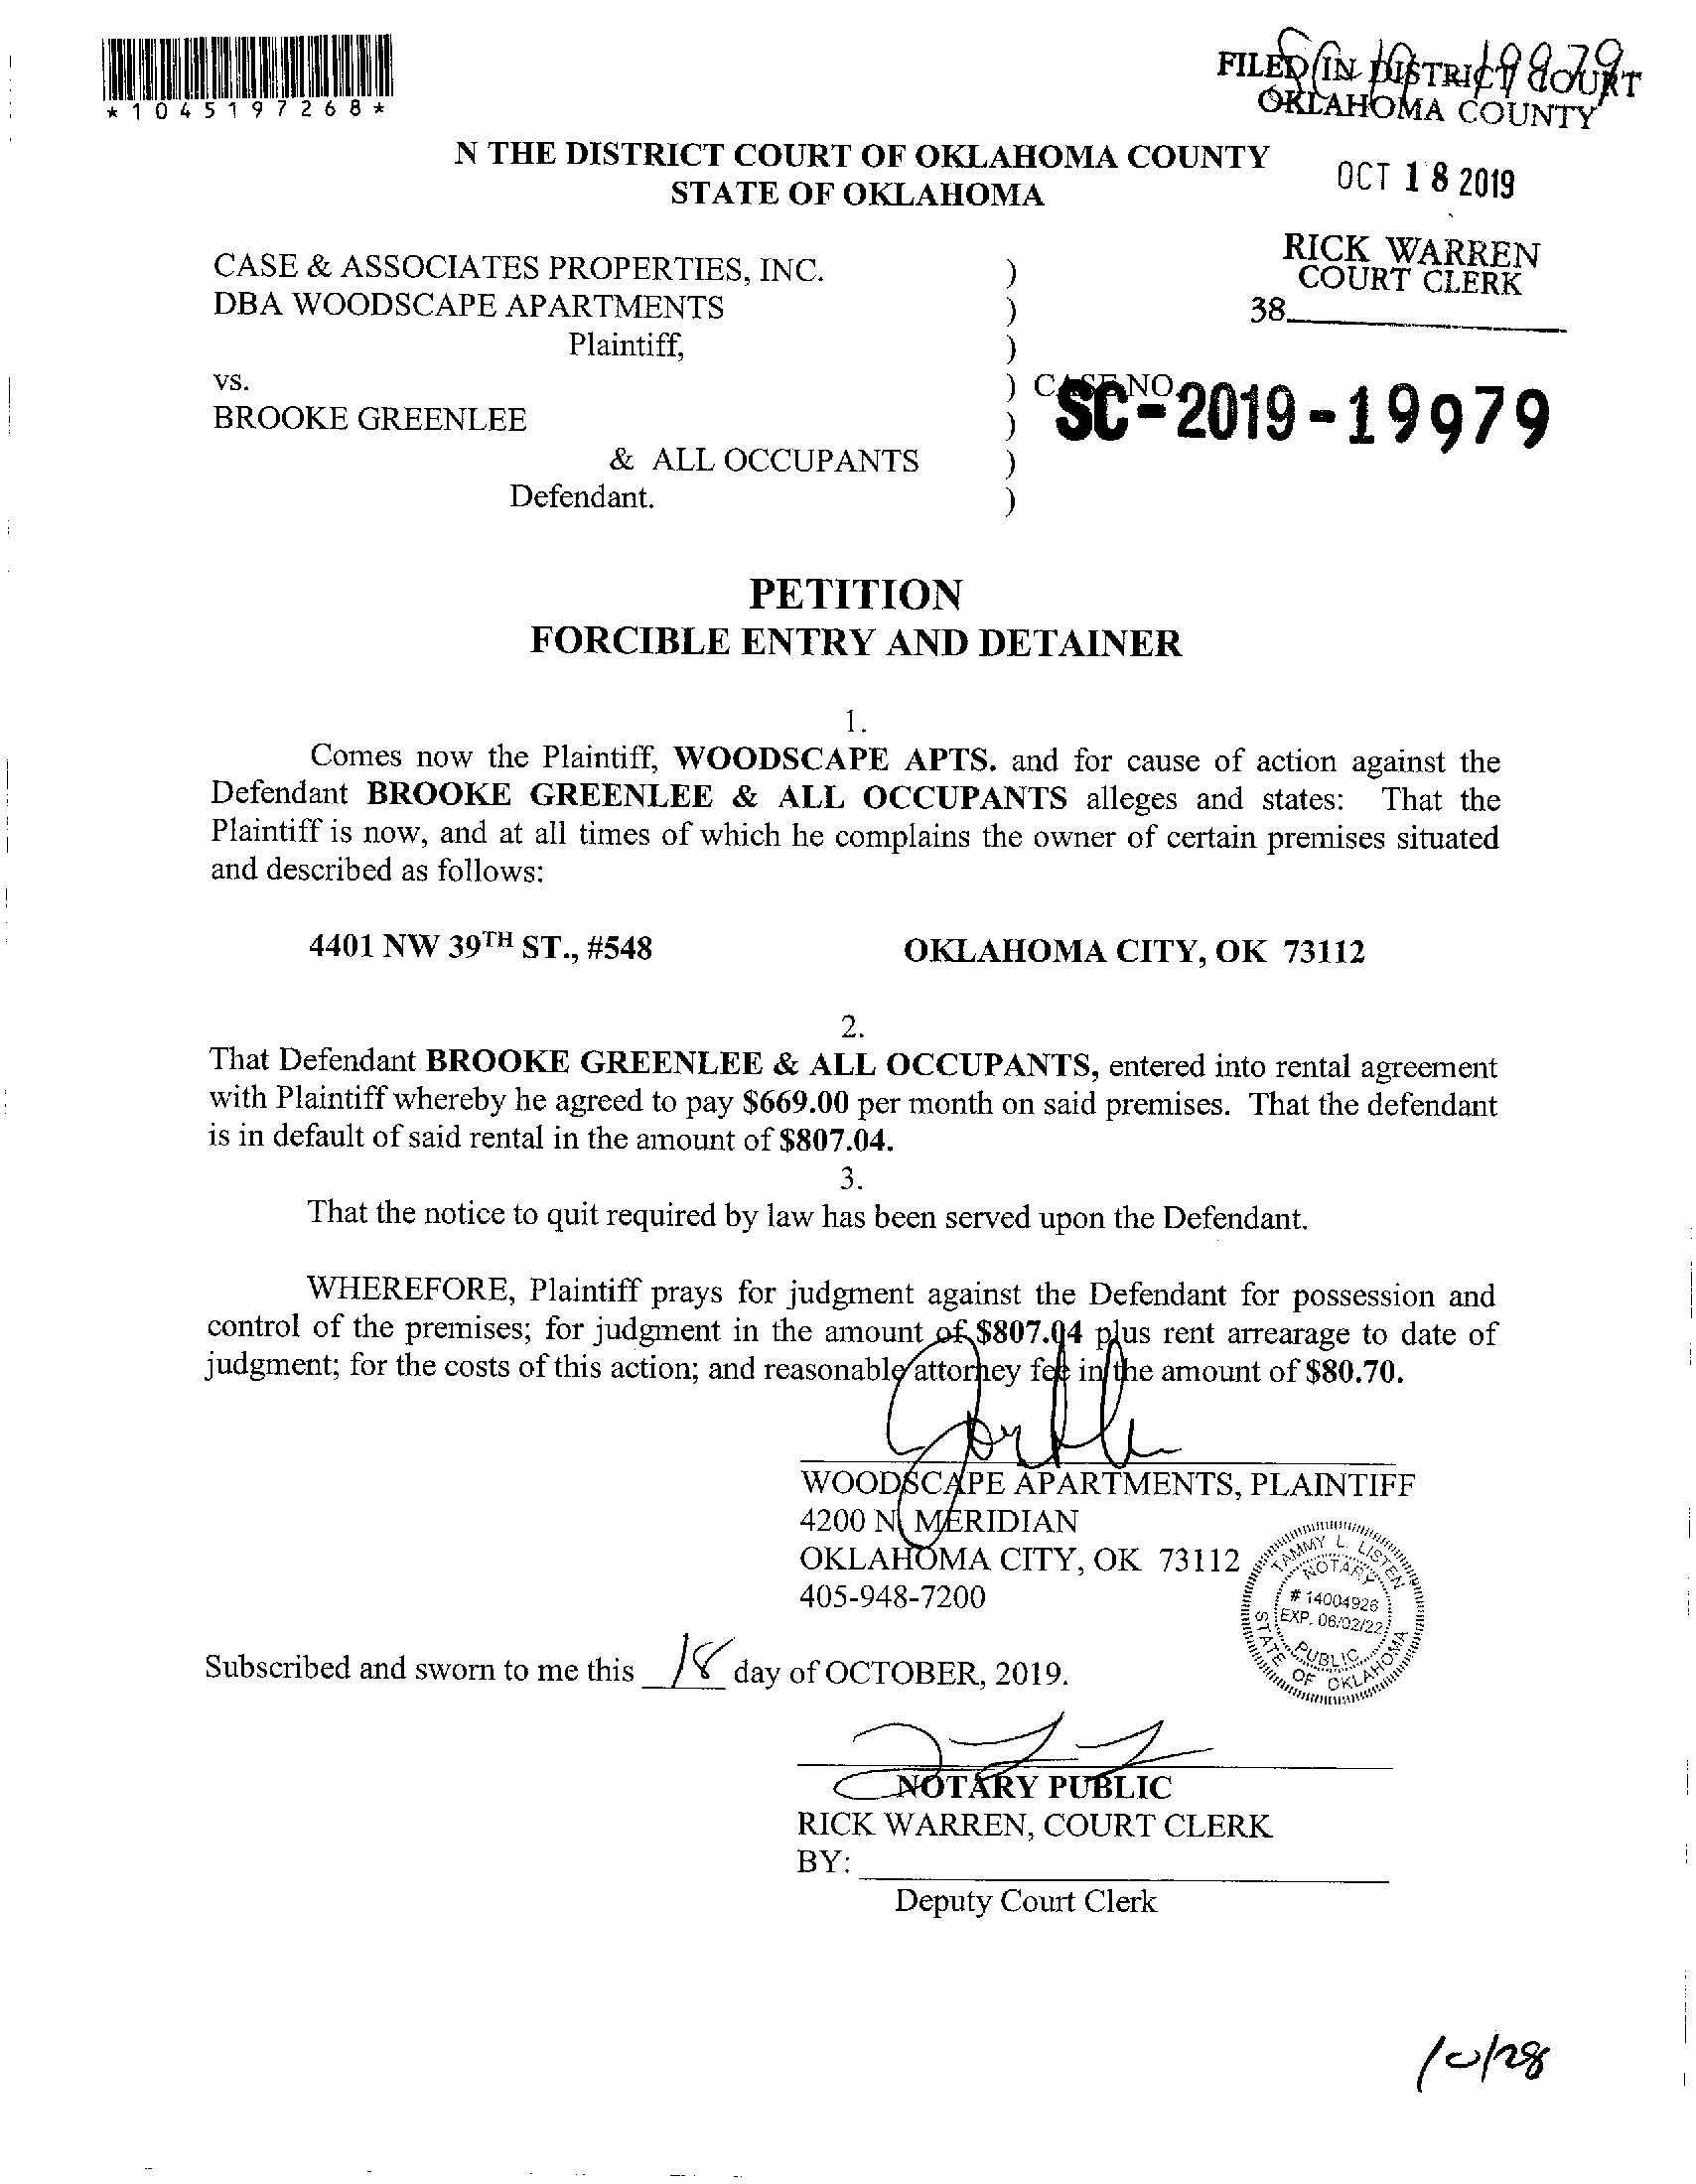 *1045197268*
SC 19 19979
FILED IN DISTRICT COURT
OKLAHOMA COUNTY
OCT 18 2019
RICK WARREN
COURT CLERK
38
N THE DISTRICT COURT OF OKLAHOMA COUNTY
STATE OF OKLAHOMA
CASE & ASSOCIATES PROPERTIES, INC. )
DBA WOODSCAPE APARTMENTS )
Plaintiff, )
vs. ) CASE NO. SC-2019-19979
BROOKE GREENLEE )
& ALL OCCUPANTS )
Defendant. )
PETITION
FORCIBLE ENTRY AND DETAINER
1.
Comes now the Plaintiff, WOODSCAPE APTS. and for cause of action against the
Defendant BROOKE GREENLEE & ALL OCCUPANTS alleges and states: That the
Plaintiff is now, and at all times of which he complains the owner of certain premises situated
and described as follows:
4401 NW 39TH ST., #548 OKLAHOMA CITY, OK 73112
2.
That Defendant BROOKE GREENLEE & ALL OCCUPANTS, entered into rental agreement
with Plaintiff whereby he agreed to pay $669.00 per month on said premises. That the defendant
is in default of said rental in the amount of $807.04.
3.
That the notice to quit required by law has been served upon the Defendant.
WHEREFORE, Plaintiff prays for judgment against the Defendant for possession and
control of the premises; for judgment in the amount of $807.04 plus rent arrearage to date of
judgment; for the costs of this action; and reasonable attorney fee in the amount of $80.70.
WOODSCAPE APARTMENTS, PLAINTIFF
4200 N. MERIDIAN
OKLAHOMA CITY, OK 73112
405-948-7200
TAMMY L. LISTEN
NOTARY
# 14004926
EXP. 06/02/22
PUBLIC
STATE OF OKLAHOMA
Subscribed and sworn to me this 18 day of OCTOBER, 2019.
NOTARY PUBLIC
RICK WARREN, COURT CLERK
BY:
Deputy Court Clerk
10/28